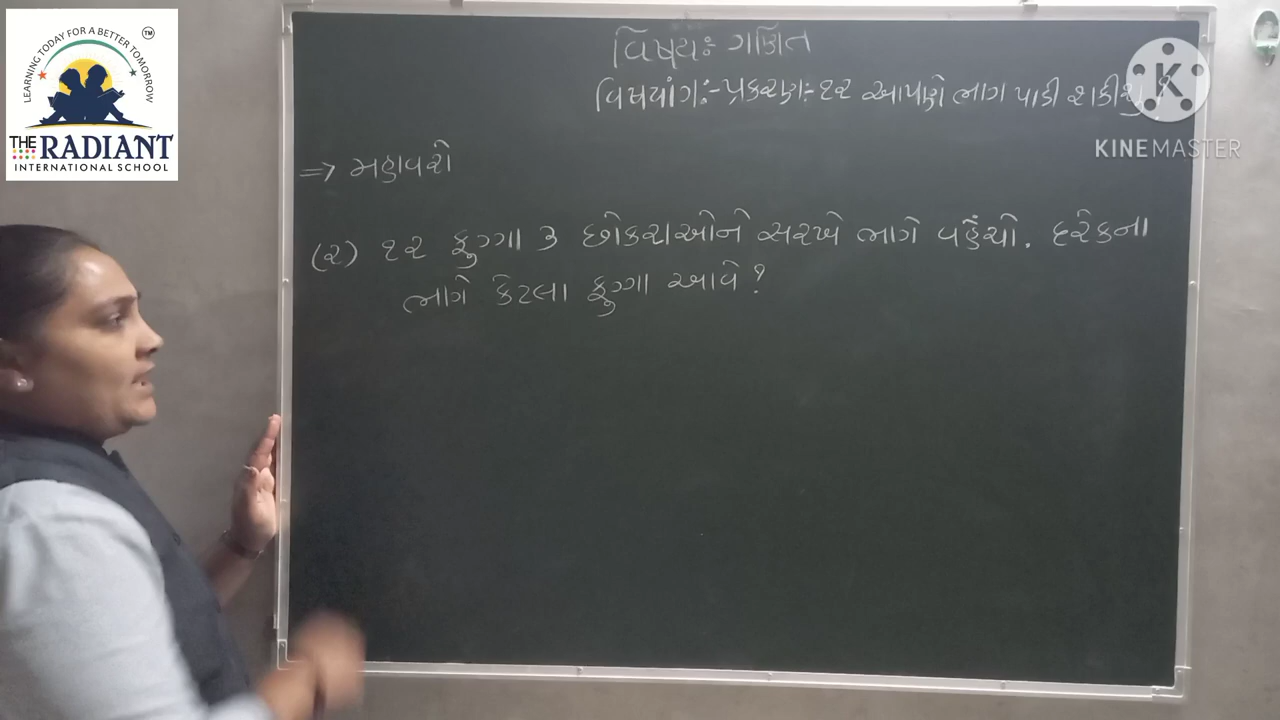 LEARNING TODAY FOR A BETTER TOMORROW
TM
THE RADIANT
INTERNATIONAL SCHOOL
વિષય: ગણિત
વિષયાંગ:- પ્રકરણ:- ૧૨ આપણે ભાગ પાડી શકીશું ?
KINEMASTER
⇒ મહાવરો
(૨) ૧૨ ફુગ્ગા ૩ છોકરાઓને સરખે ભાગે વહેંચો. દરેકના
ભાગે કેટલા ફુગ્ગા આવે ?